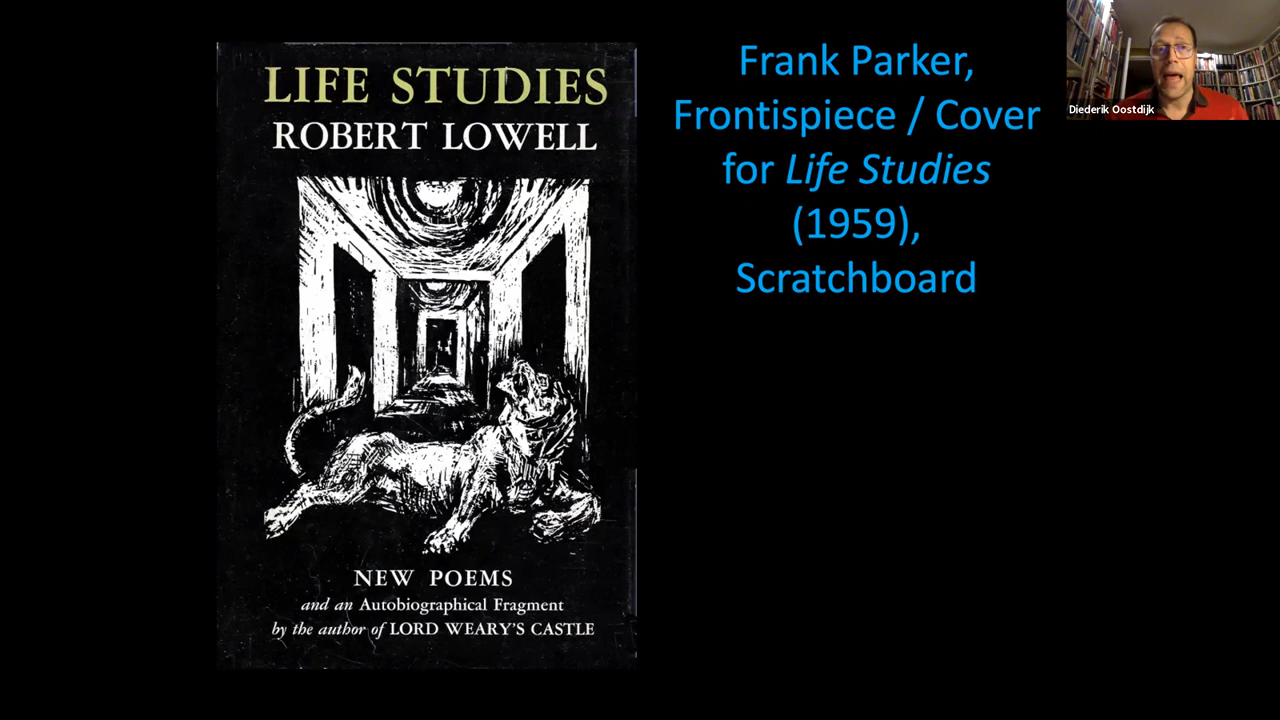 LIFE STUDIES
ROBERT LOWELL
NEW POEMS
and an Autobiographical Fragment
by the author of LORD WEARY'S CASTLE
Frank Parker,
Frontispiece / Cover
for Life Studies
(1959),
Scratchboard
Diederik Oostdijk